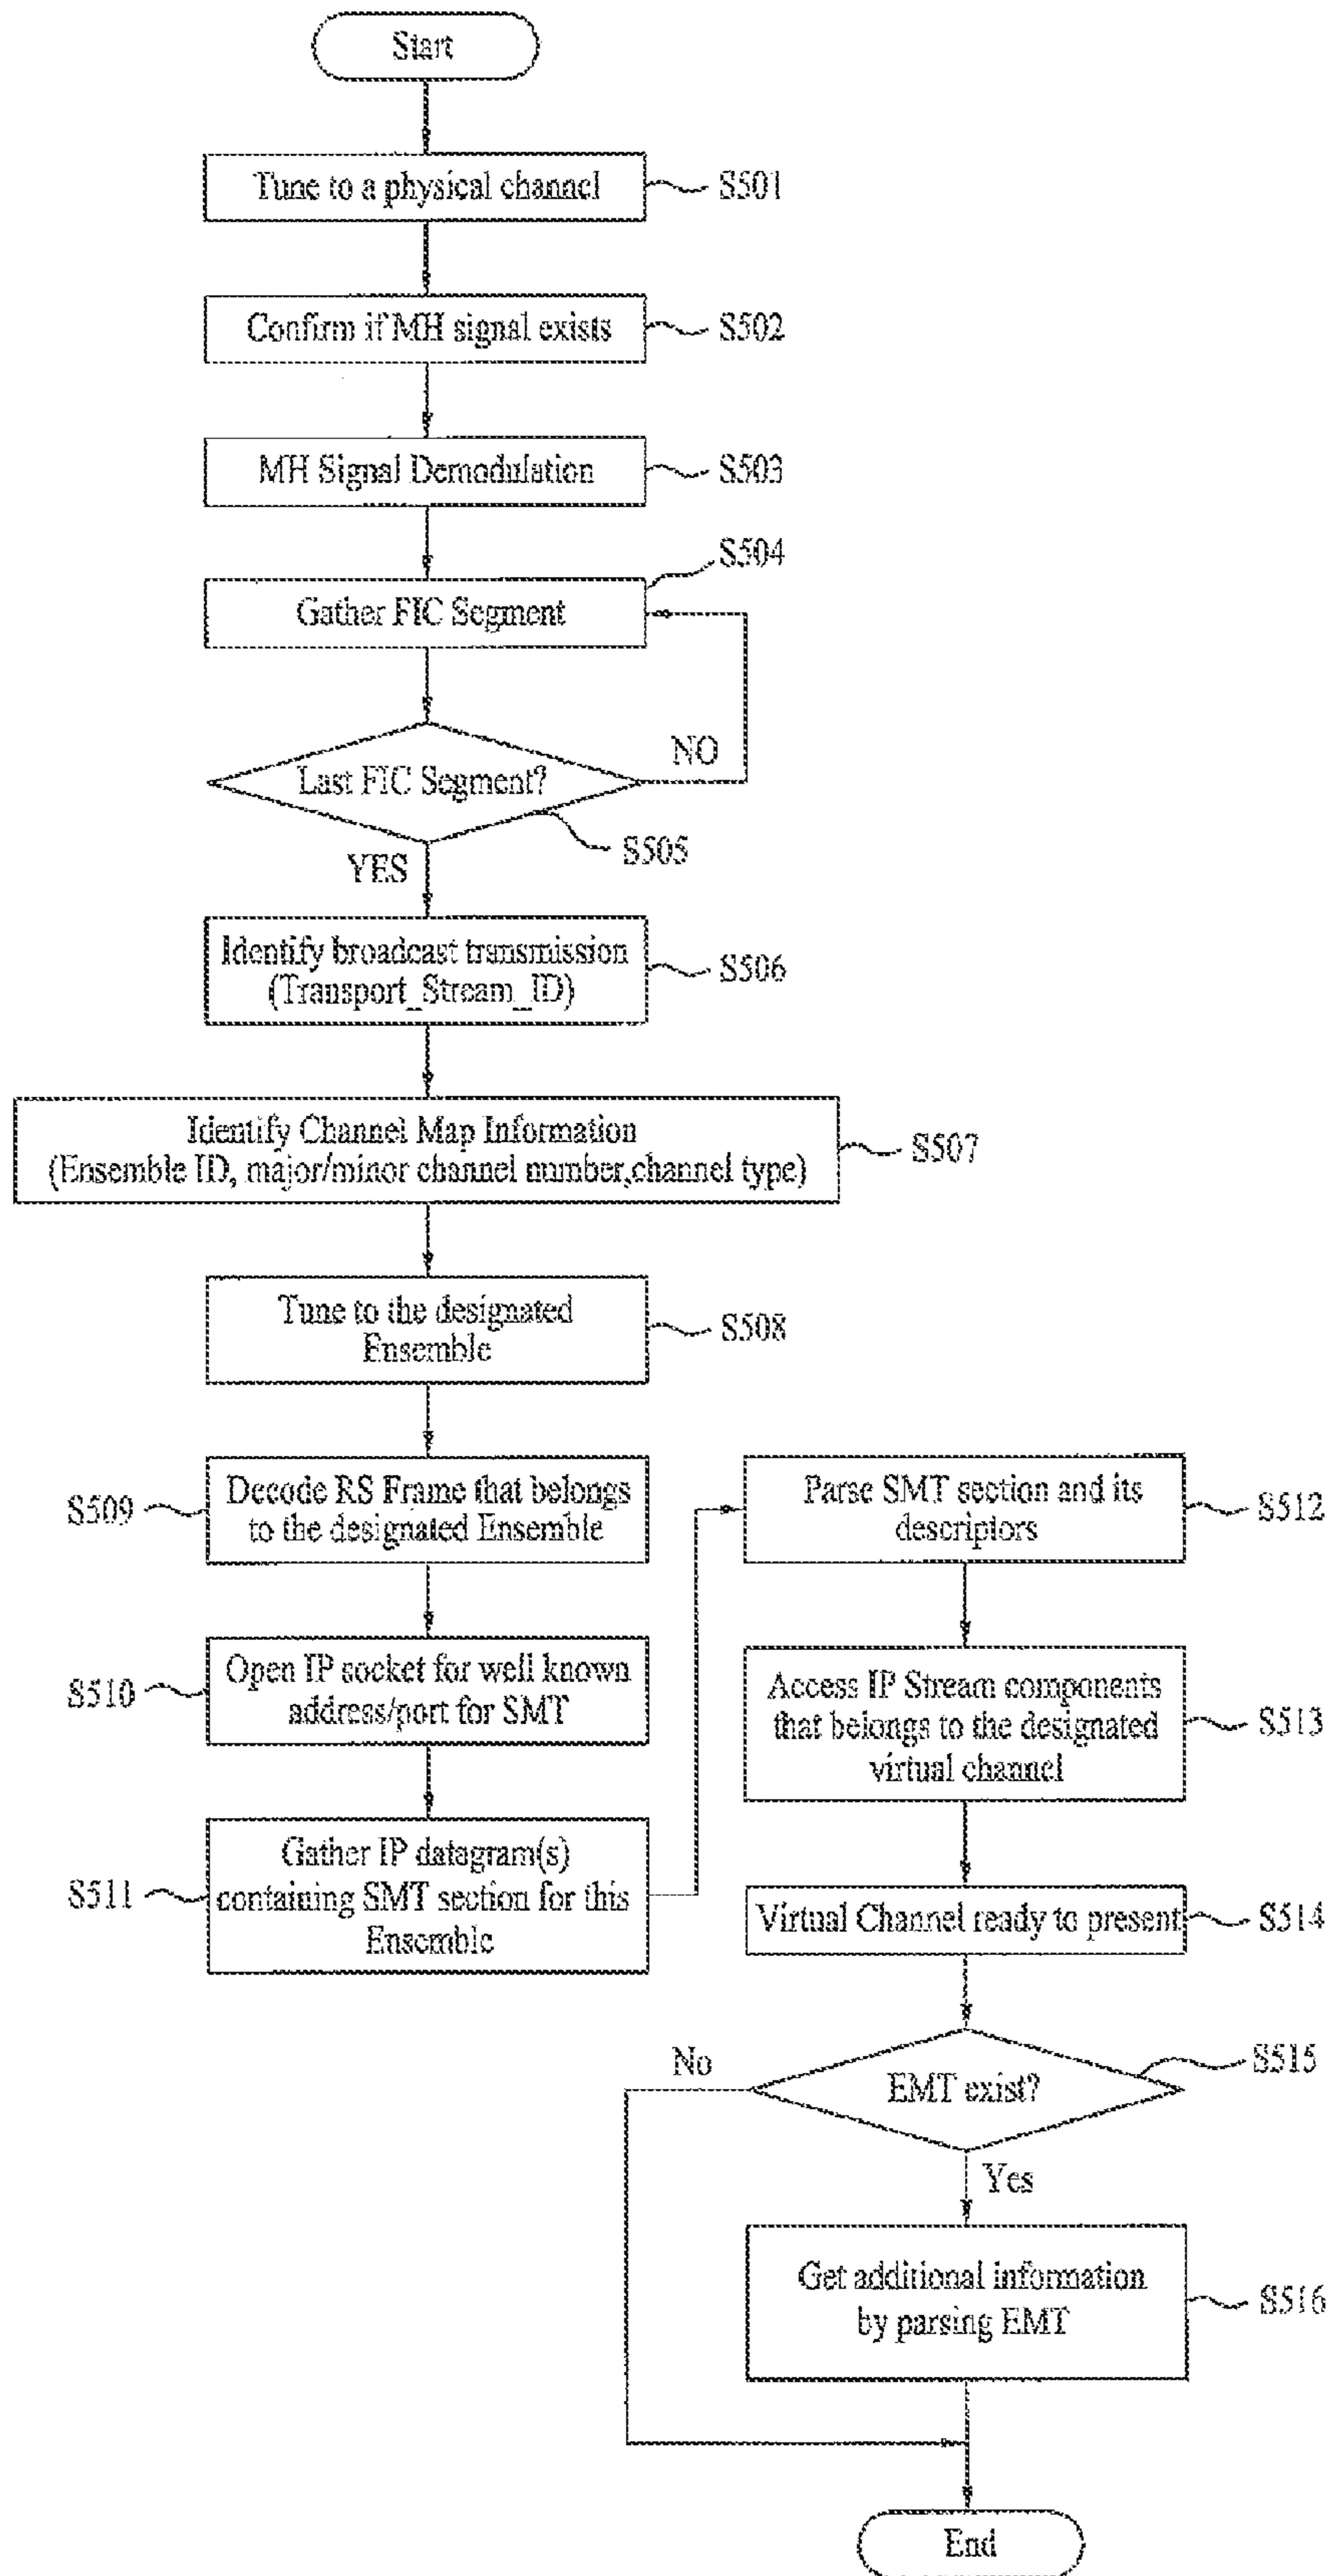 Start
Tune to a physical channel
S501
Confirm if MH signal exists
S502
MH Signal Demodulation
S503
S504
Gather FIC Segment
NO
Last FIC Segment?
S505
YES
Identify broadcast transmission
(Transport_Stream_ID)
S506
Identify Channel Map Information
(Ensemble ID, major/minor channel number,channel type)
S507
Tune to the designated
Ensemble
S508
S509
Decode RS Frame that belongs
to the designated Ensemble
S510
Open IP socket for well known
address/port for SMT
S511
Gather IP datagram(s)
containing SMT section for this
Ensemble
Parse SMT section and its
descriptors
S512
Access IP Stream components
that belongs to the designated
virtual channel
S513
Virtual Channel ready to present
S514
No
EMT exist?
S515
Yes
Get additional information
by parsing EMT
S516
End